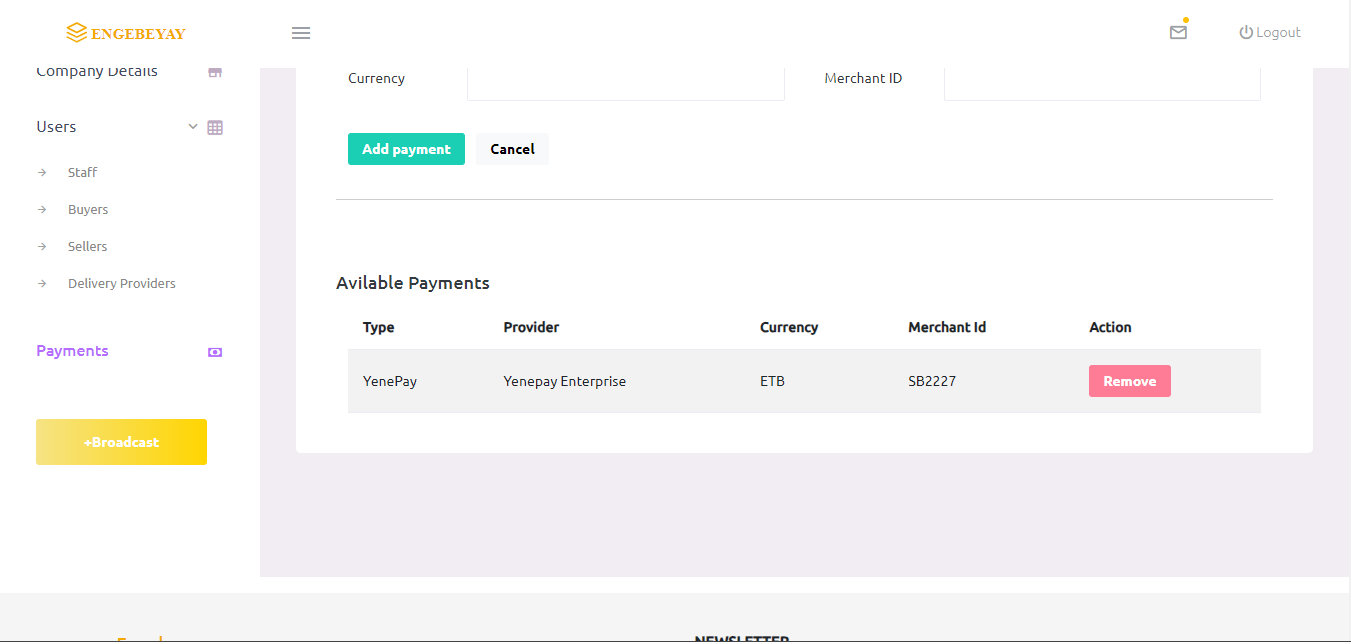 ENGEBEYAY
Logout
Company Details
Users
Staff
Buyers
Sellers
Delivery Providers
Payments
+Broadcast
Currency
Merchant ID
Add payment
Cancel
Avilable Payments
Type Provider Currency Merchant Id Action
YenePay Yenepay Enterprise ETB SB2227 Remove
NEWSLETTER